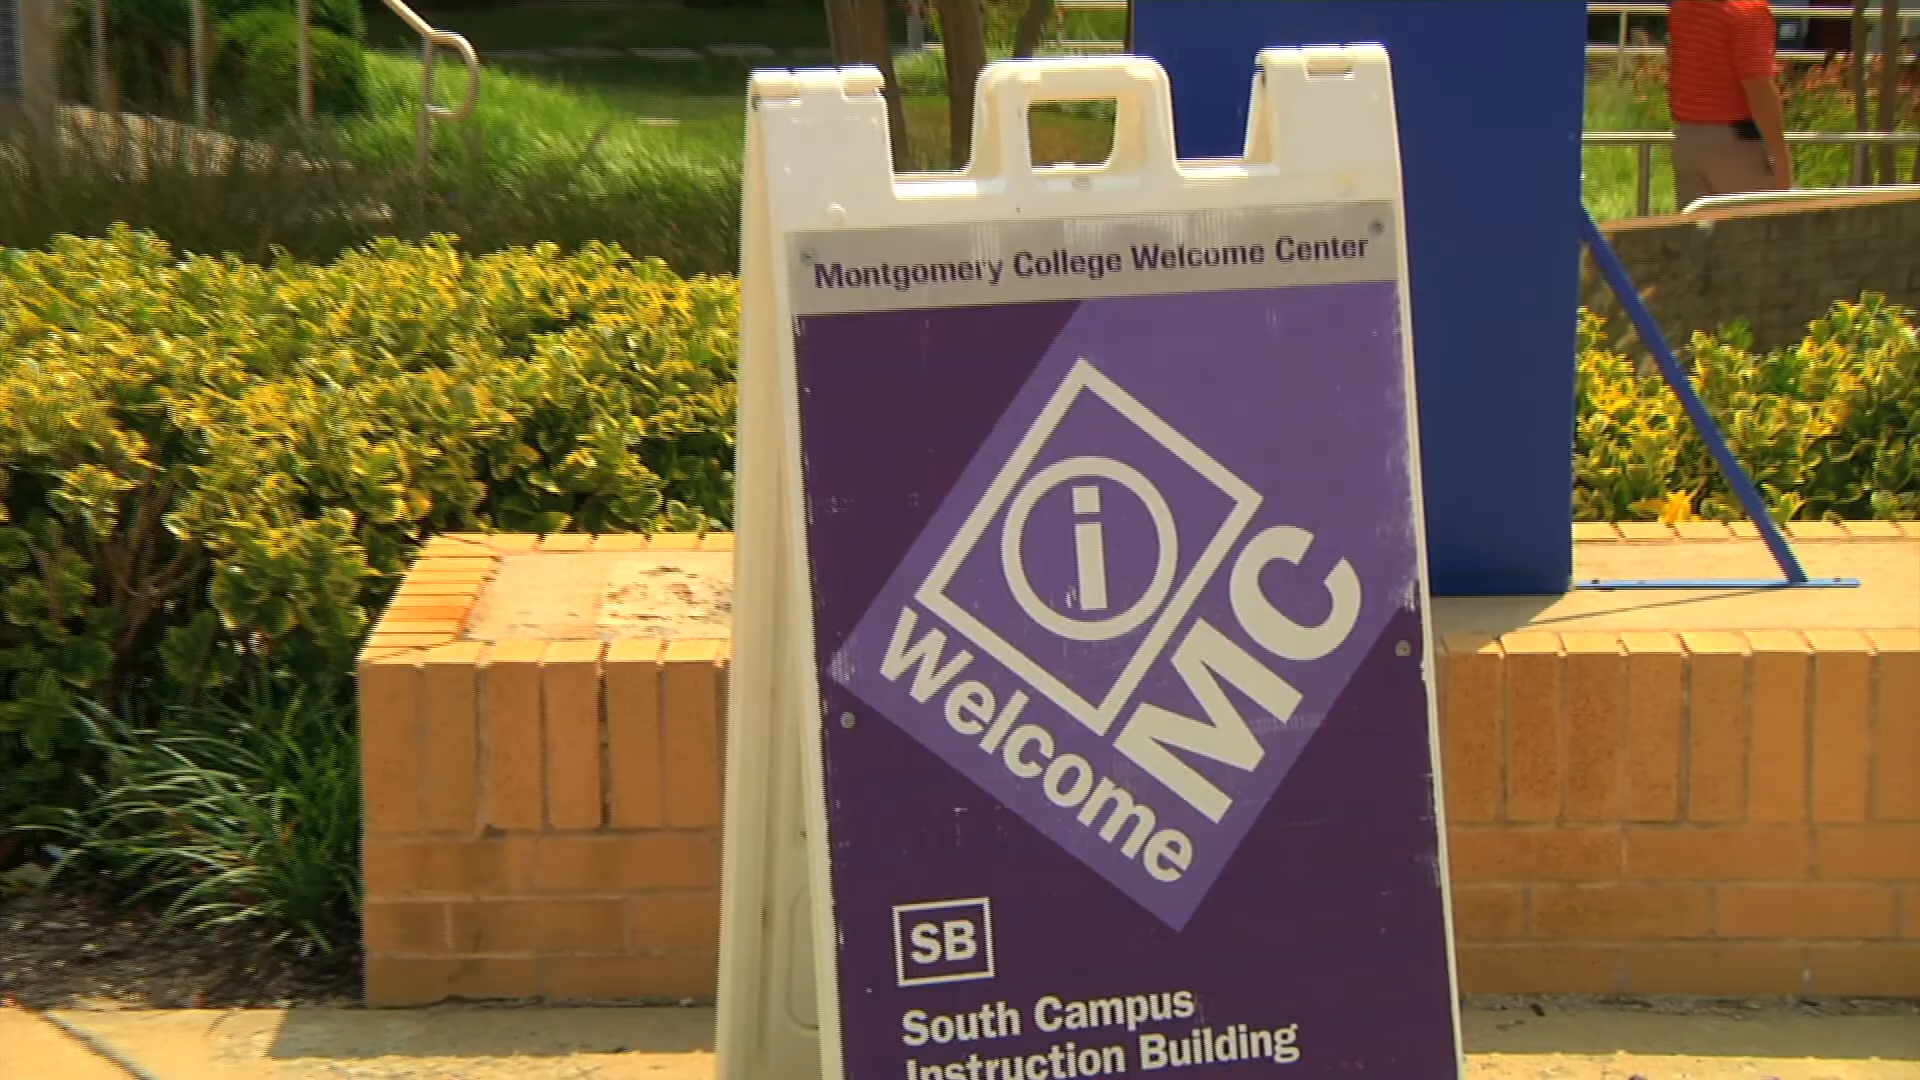 Montgomery College Welcome Center
i
MC
Welcome
SB
South Campus
Instruction Building